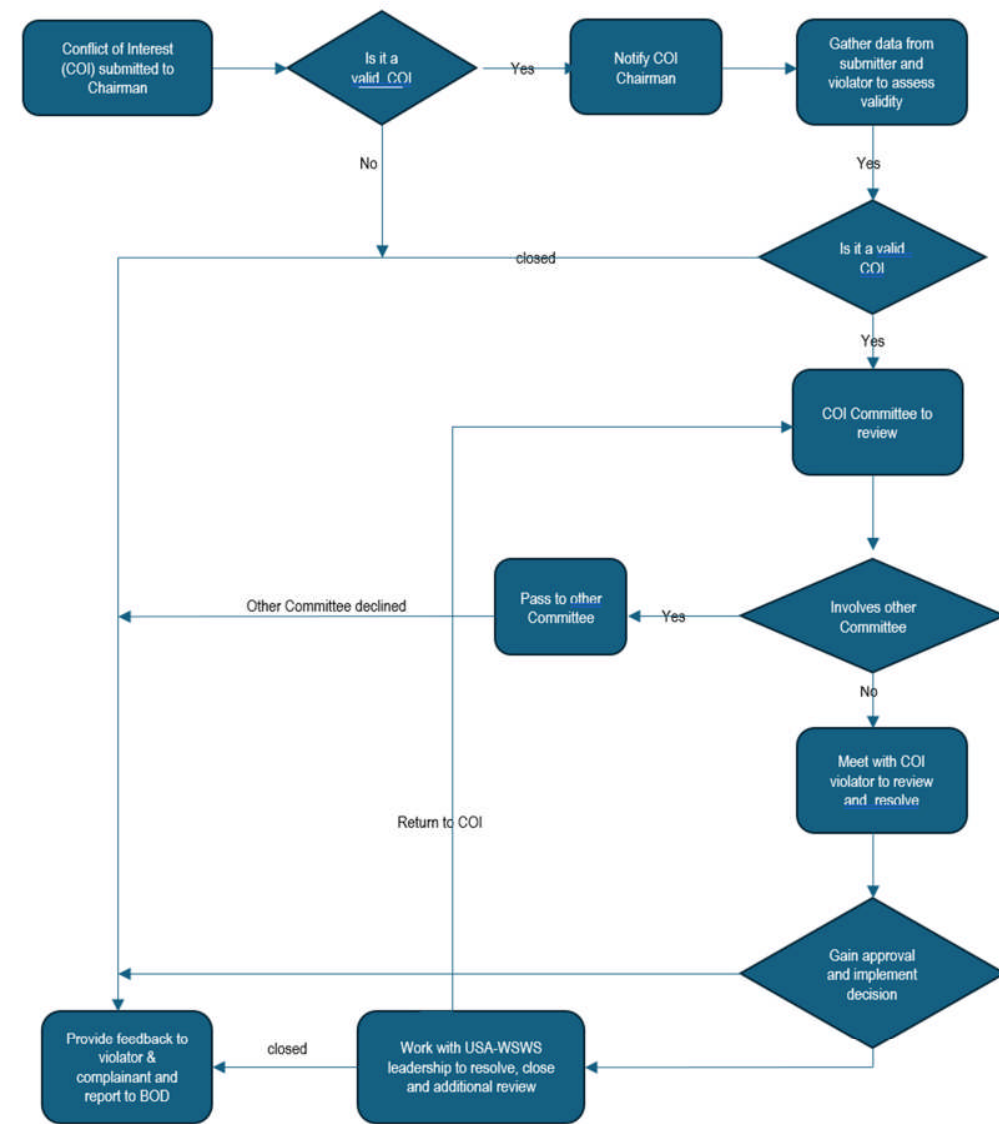 Conflict of Interest
(COI) submitted to
Chairman
Is it a
valid COI
Yes
Notify COI
Chairman
Gather data from
submitter and
violator to assess
validity
No
Yes
closed
Is it a valid
COI
Yes
COI Committee to
review
Other Committee declined
Pass to other
Committee
Yes
Involves other
Committee
No
Meet with COI
violator to review
and resolve
Return to COI
Gain approval
and implement
decision
Provide feedback to
violator &
complainant and
report to BOD
closed
Work with USA-WSWS
leadership to resolve, close
and additional review